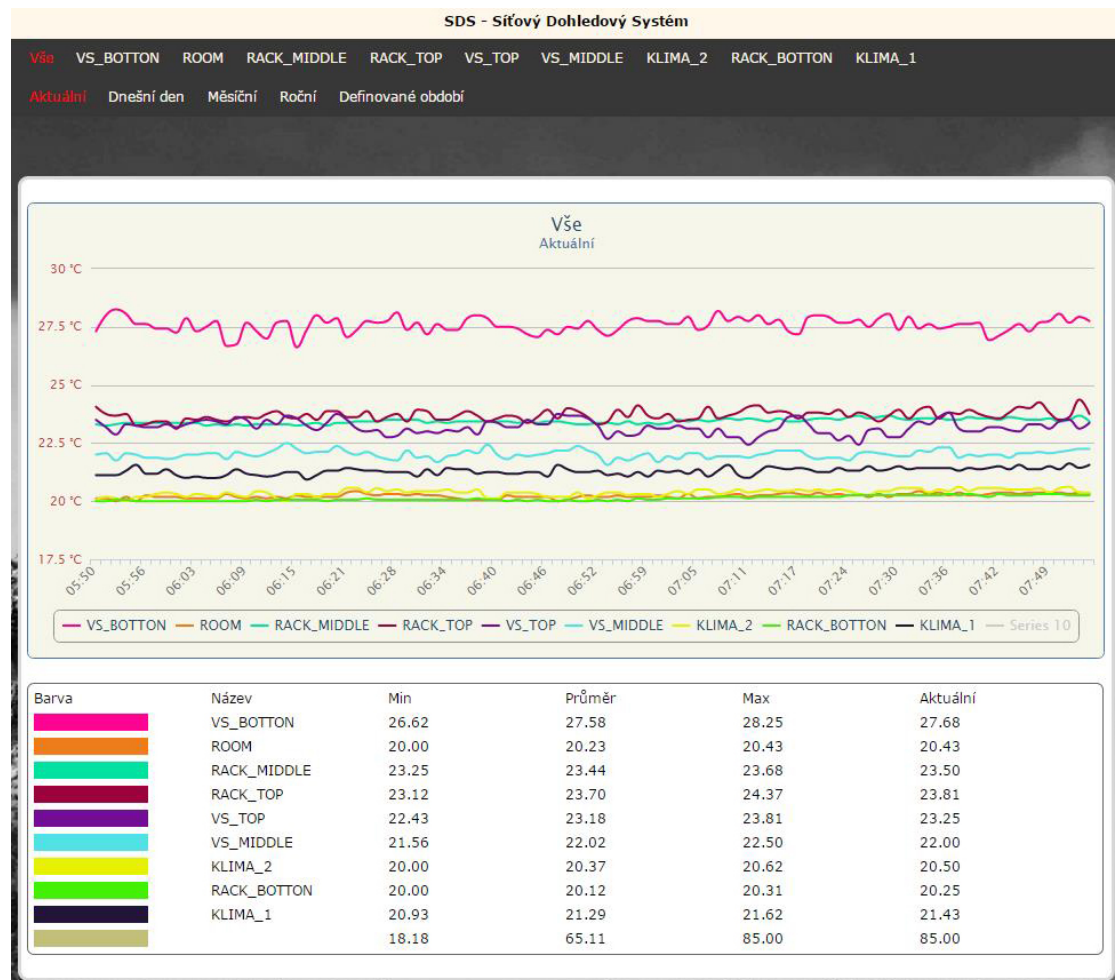 SDS - Síťový Dohledový Systém
Vše VS_BOTTON ROOM RACK_MIDDLE RACK_TOP VS_TOP VS_MIDDLE KLIMA_2 RACK_BOTTON KLIMA_1
Aktuální Dnešní den Měsíční Roční Definované období
Vše
Aktuální
30 °C
27.5 °C
25 °C
22.5 °C
20 °C
17.5 °C
05:50 05:56 06:03 06:09 06:15 06:21 06:28 06:34 06:40 06:46 06:52 06:59 07:05 07:11 07:17 07:24 07:30 07:36 07:42 07:49
VS_BOTTON ROOM RACK_MIDDLE RACK_TOP VS_TOP VS_MIDDLE KLIMA_2 RACK_BOTTON KLIMA_1 Series 10
Barva Název Min Průměr Max Aktuální
VS_BOTTON 26.62 27.58 28.25 27.68
ROOM 20.00 20.23 20.43 20.43
RACK_MIDDLE 23.25 23.44 23.68 23.50
RACK_TOP 23.12 23.70 24.37 23.81
VS_TOP 22.43 23.18 23.81 23.25
VS_MIDDLE 21.56 22.02 22.50 22.00
KLIMA_2 20.00 20.37 20.62 20.50
RACK_BOTTON 20.00 20.12 20.31 20.25
KLIMA_1 20.93 21.29 21.62 21.43
18.18 65.11 85.00 85.00